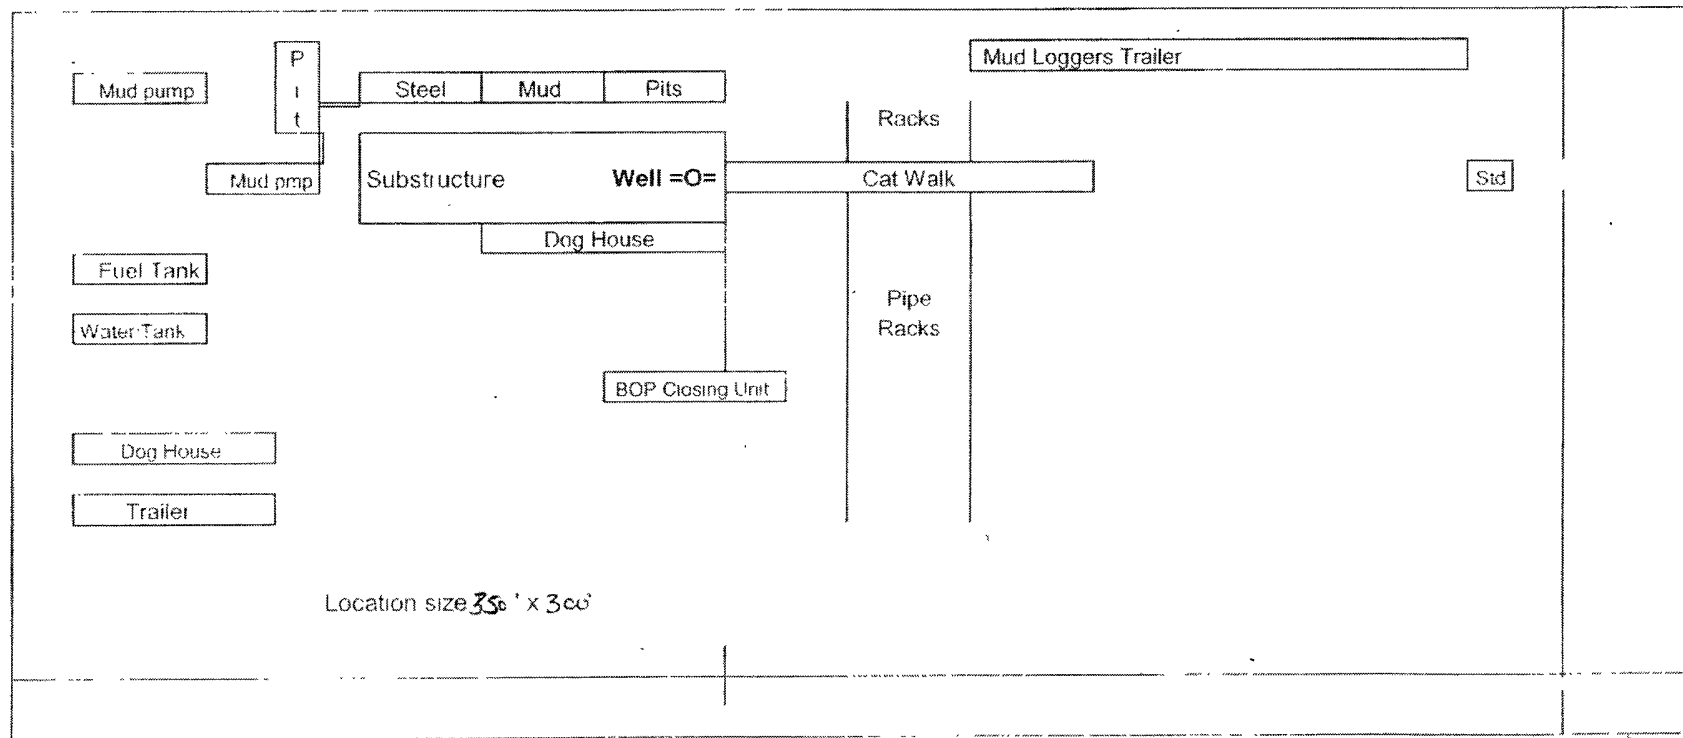 Mud Loggers Trailer
Mud pump
P
i
t
Steel Mud Pits
Racks
Mud pmp
Substructure Well =O=
Cat Walk
Std
Dog House
Fuel Tank
Pipe
Racks
Water Tank
BOP Closing Unit
Dog House
Trailer
Location size 350' x 300'